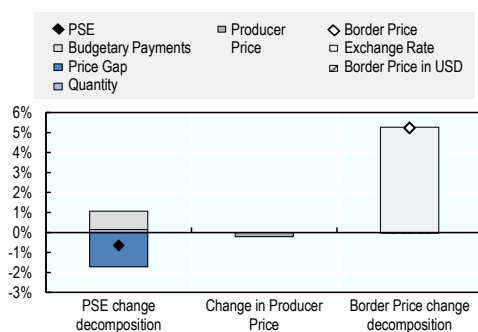 PSE
Budgetary Payments
Price Gap
Quantity
Producer
Price
Border Price
Exchange Rate
Border Price in USD
6%
5%
4%
3%
2%
1%
0%
-1%
-2%
-3%
PSE change
decomposition
Change in Producer
Price
Border Price change
decomposition